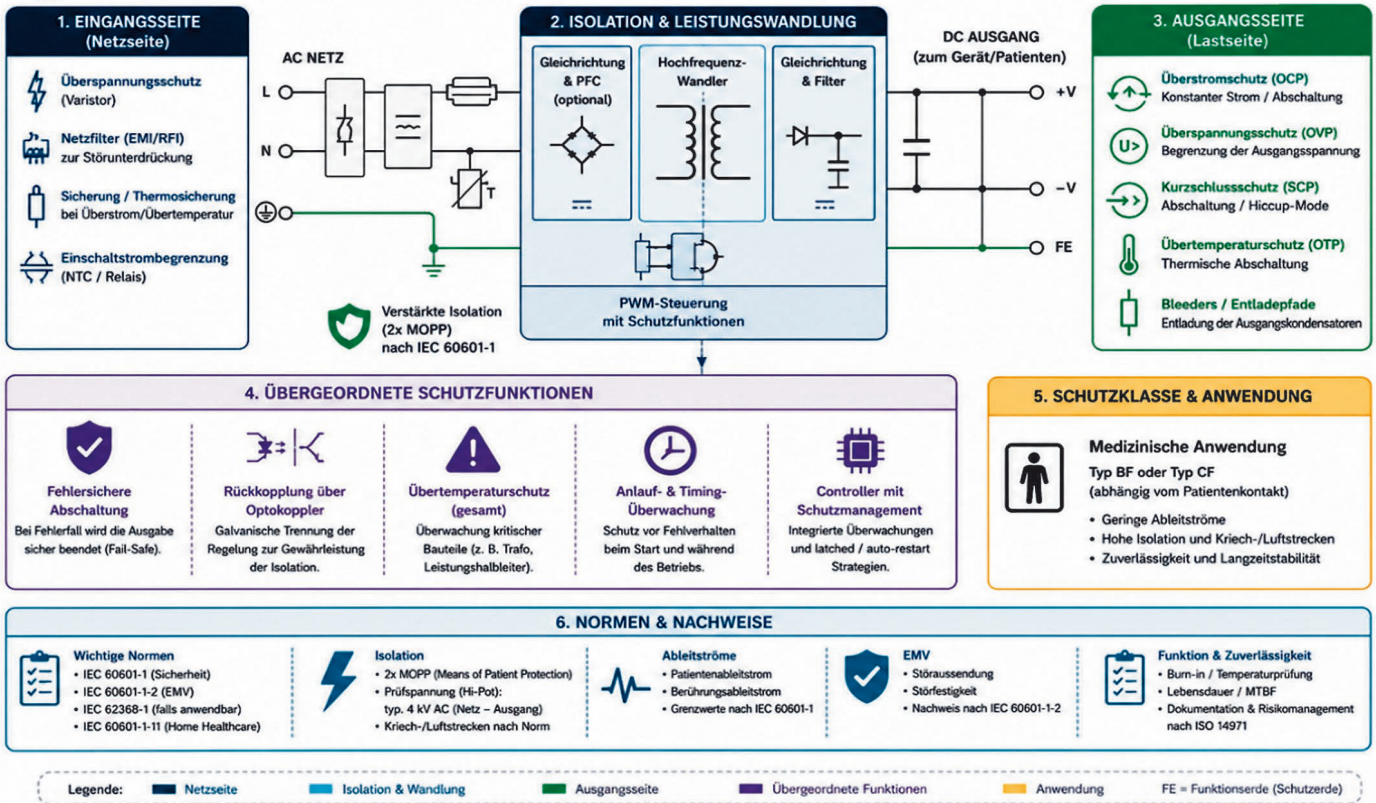 1. EINGANGSSEITE
(Netzseite)
Überspannungsschutz
(Varistor)
Netzfilter (EMI/RFI)
zur Störunterdrückung
Sicherung / Thermosicherung
bei Überstrom/Übertemperatur
Einschaltstrombegrenzung
(NTC / Relais)
AC NETZ
L
N
T
Verstärkte Isolation
(2x MOPP)
nach IEC 60601-1
2. ISOLATION & LEISTUNGSWANDLUNG
Gleichrichtung
& PFC
(optional)
Hochfrequenz-
Wandler
Gleichrichtung
& Filter
PWM-Steuerung
mit Schutzfunktionen
DC AUSGANG
(zum Gerät/Patienten)
+V
−V
FE
3. AUSGANGSSEITE
(Lastseite)
Überstromschutz (OCP)
Konstanter Strom / Abschaltung
U>
Überspannungsschutz (OVP)
Begrenzung der Ausgangsspannung
Kurzschlussschutz (SCP)
Abschaltung / Hiccup-Mode
Übertemperaturschutz (OTP)
Thermische Abschaltung
Bleeders / Entladepfade
Entladung der Ausgangskondensatoren
4. ÜBERGEORDNETE SCHUTZFUNKTIONEN
Fehlersichere
Abschaltung
Bei Fehlerfall wird die Ausgabe
sicher beendet (Fail-Safe).
Rückkopplung über
Optokoppler
Galvanische Trennung der
Regelung zur Gewährleistung
der Isolation.
Übertemperaturschutz
(gesamt)
Überwachung kritischer
Bauteile (z. B. Trafo,
Leistungshalbleiter).
Anlauf- & Timing-
Überwachung
Schutz vor Fehlverhalten
beim Start und während
des Betriebs.
Controller mit
Schutzmanagement
Integrierte Überwachungen
und latched / auto-restart
Strategien.
5. SCHUTZKLASSE & ANWENDUNG
Medizinische Anwendung
Typ BF oder Typ CF
(abhängig vom Patientenkontakt)
• Geringe Ableitströme
• Hohe Isolation und Kriech-/Luftstrecken
• Zuverlässigkeit und Langzeitstabilität
6. NORMEN & NACHWEISE
Wichtige Normen
• IEC 60601-1 (Sicherheit)
• IEC 60601-1-2 (EMV)
• IEC 62368-1 (falls anwendbar)
• IEC 60601-1-11 (Home Healthcare)
Isolation
• 2x MOPP (Means of Patient Protection)
• Prüfspannung (Hi-Pot):
typ. 4 kV AC (Netz – Ausgang)
• Kriech-/Luftstrecken nach Norm
Ableitströme
• Patientenableitstrom
• Berührungsableitstrom
• Grenzwerte nach IEC 60601-1
EMV
• Störaussendung
• Störfestigkeit
• Nachweis nach IEC 60601-1-2
Funktion & Zuverlässigkeit
• Burn-in / Temperaturprüfung
• Lebensdauer / MTBF
• Dokumentation & Risikomanagement
nach ISO 14971
Legende:
Netzseite
Isolation & Wandlung
Ausgangsseite
Übergeordnete Funktionen
Anwendung
FE = Funktionserde (Schutzerde)